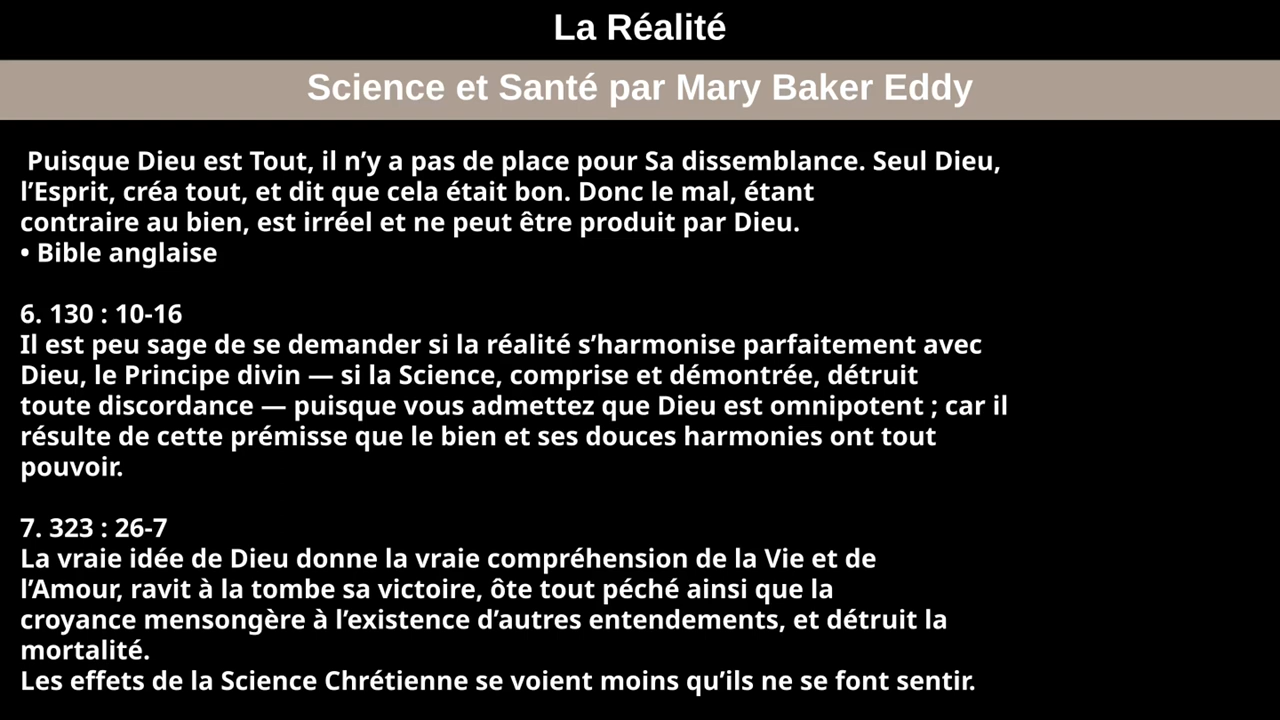 La Réalité
Science et Santé par Mary Baker Eddy
Puisque Dieu est Tout, il n’y a pas de place pour Sa dissemblance. Seul Dieu,
l’Esprit, créa tout, et dit que cela était bon. Donc le mal, étant
contraire au bien, est irréel et ne peut être produit par Dieu.
• Bible anglaise
6. 130 : 10-16
Il est peu sage de se demander si la réalité s’harmonise parfaitement avec
Dieu, le Principe divin — si la Science, comprise et démontrée, détruit
toute discordance — puisque vous admettez que Dieu est omnipotent ; car il
résulte de cette prémisse que le bien et ses douces harmonies ont tout
pouvoir.
7. 323 : 26-7
La vraie idée de Dieu donne la vraie compréhension de la Vie et de
l’Amour, ravit à la tombe sa victoire, ôte tout péché ainsi que la
croyance mensongère à l’existence d’autres entendements, et détruit la
mortalité.
Les effets de la Science Chrétienne se voient moins qu’ils ne se font sentir.